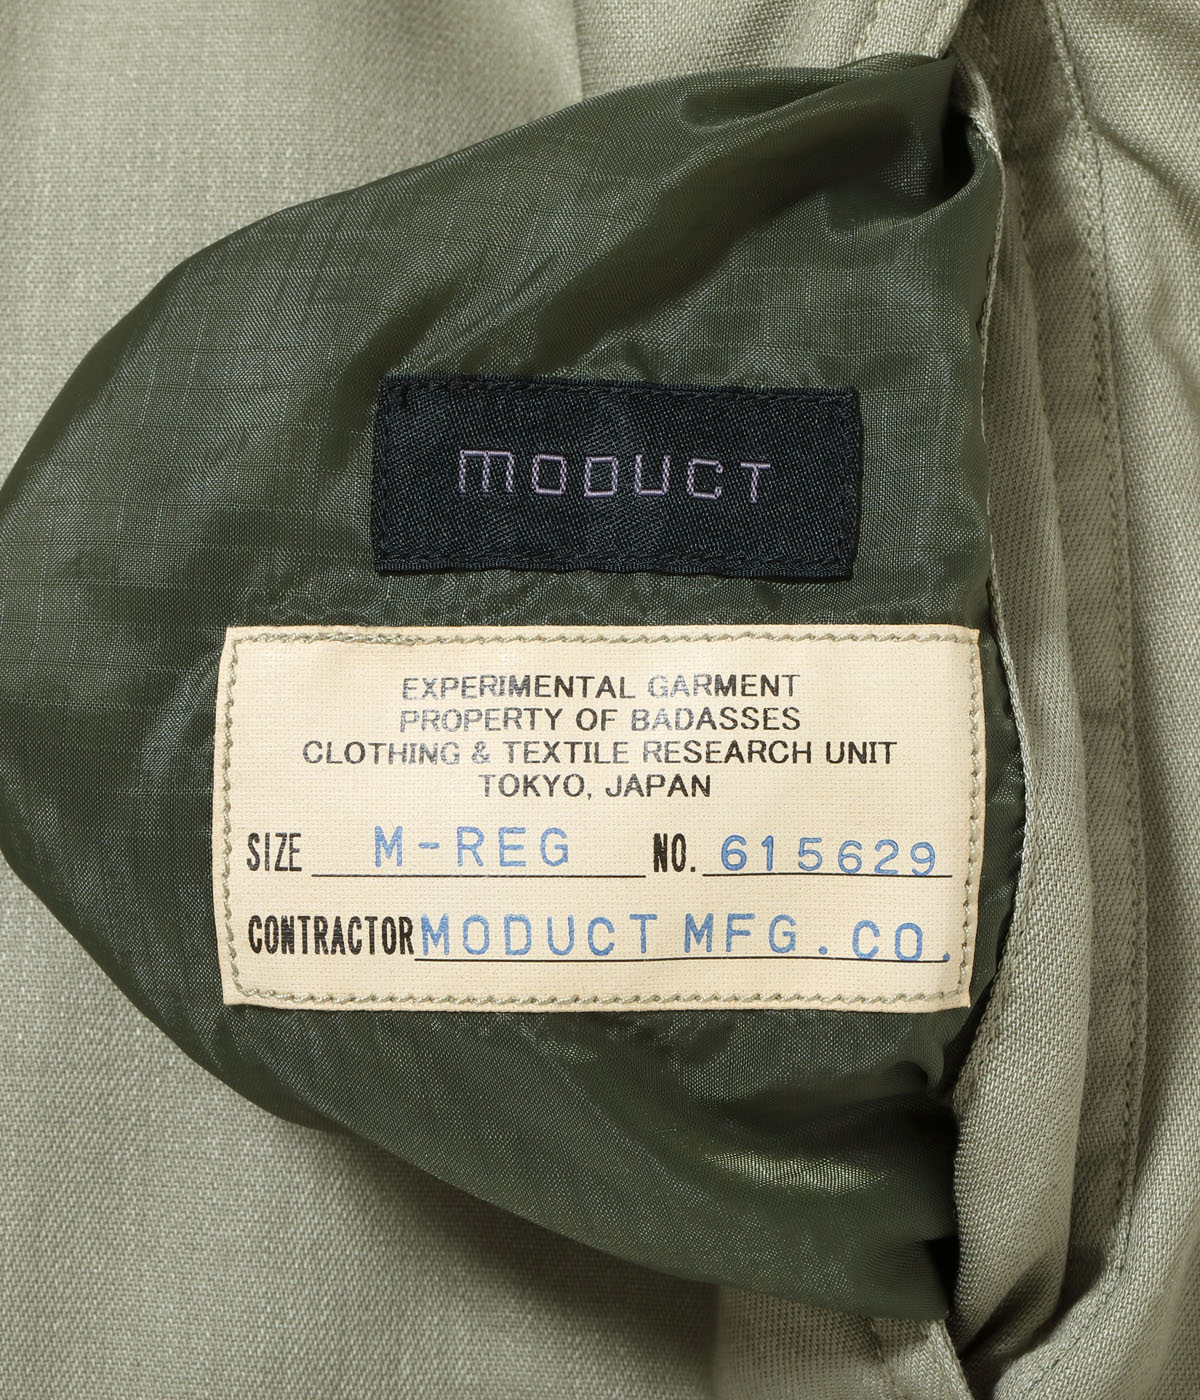 MODUCT
EXPERIMENTAL GARMENT
PROPERTY OF BADASSES
CLOTHING & TEXTILE RESEARCH UNIT
TOKYO, JAPAN
SIZE M-REG NO. 615629
CONTRACTOR MODUCT MFG.CO.